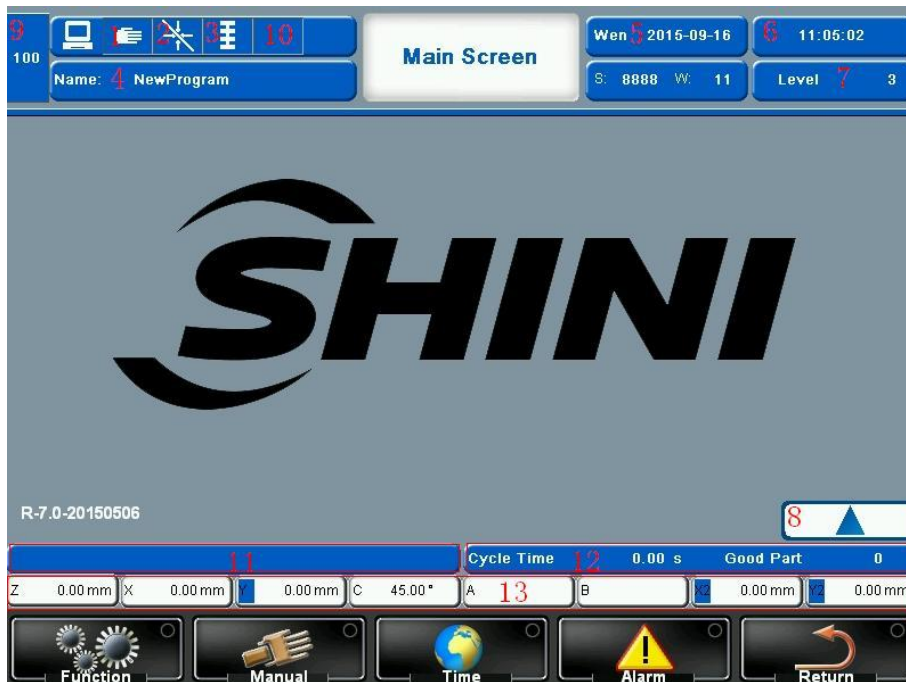 9 1 2 3 10 Main Screen Wen 5 2015-09-16 6 11:05:02
100
Name: 4 NewProgram S: 8888 W: 11 Level 7 3
SHINI
R-7.0-20150506
8
11 Cycle Time 12 0.00 s Good Part 0
Z 0.00 mm X 0.00 mm Y 0.00 mm C 45.00 ° A 13 B X2 0.00 mm Y2 0.00 mm
Function Manual Time Alarm Return